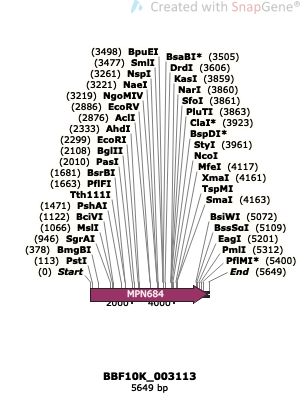 Created with SnapGene®
(3498) BpuEI
(3477) SmlI
(3261) NspI
(3221) NaeI
(3219) NgoMIV
(2886) EcoRV
(2876) AclI
(2333) AhdI
(2299) EcoRI
(2108) BglII
(2010) PasI
(1681) BsrBI
(1663) PflFI
Tth111I
(1471) PshAI
(1122) BciVI
(1066) MslI
(946) SgrAI
(378) BmgBI
(113) PstI
(0) Start
BsaBI* (3505)
DrdI (3606)
KasI (3859)
NarI (3860)
SfoI (3861)
PluTI (3863)
ClaI* (3923)
BspDI*
StyI (3961)
NcoI
MfeI (4117)
XmaI (4161)
TspMI
SmaI (4163)
BsiWI (5072)
BssSαI (5109)
EagI (5201)
PmlI (5312)
PflMI* (5400)
End (5649)
MPN684
2000 4000
BBF10K_003113
5649 bp